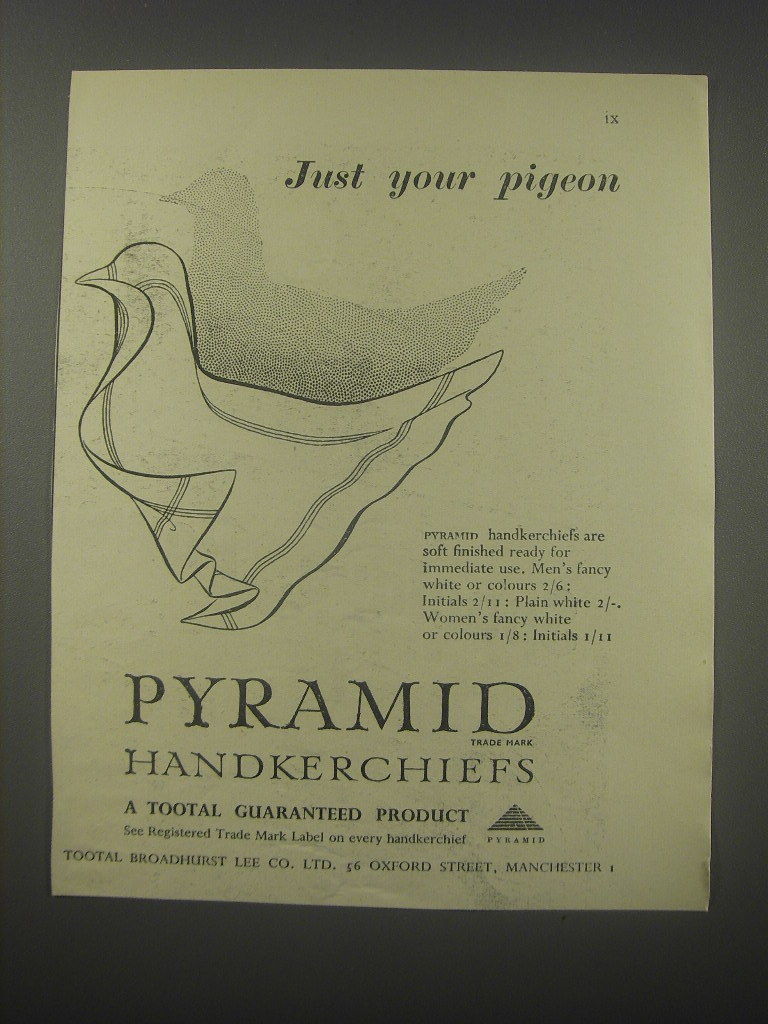 ix
Just your pigeon
PYRAMID handkerchiefs are
soft finished ready for
immediate use. Men's fancy
white or colours 2/6:
Initials 2/11: Plain white 2/-.
Women's fancy white
or colours 1/8: Initials 1/11
PYRAMID
TRADE MARK
HANDKERCHIEFS
A TOOTAL GUARANTEED PRODUCT
See Registered Trade Mark Label on every handkerchief
PYRAMID
TOOTAL BROADHURST LEE CO. LTD. 56 OXFORD STREET, MANCHESTER 1